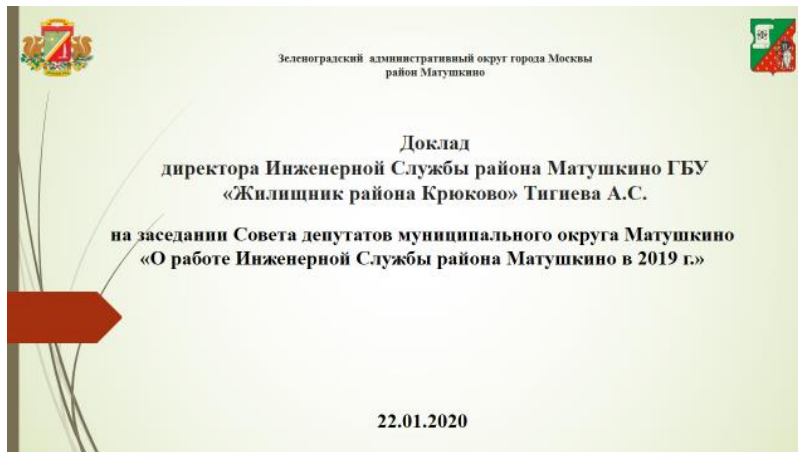 Зеленоградский административный округ города Москвы
район Матушкино
Доклад
директора Инженерной Службы района Матушкино ГБУ
«Жилищник района Крюково» Тигиева А.С.
на заседании Совета депутатов муниципального округа Матушкино
«О работе Инженерной Службы района Матушкино в 2019 г.»
22.01.2020